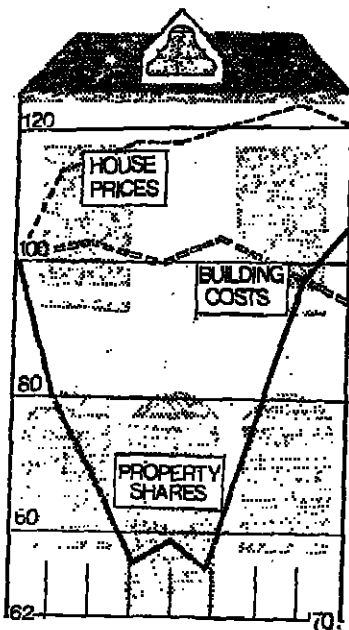 120
HOUSE
PRICES
100
BUILDING
COSTS
80
PROPERTY
SHARES
60
62
'70